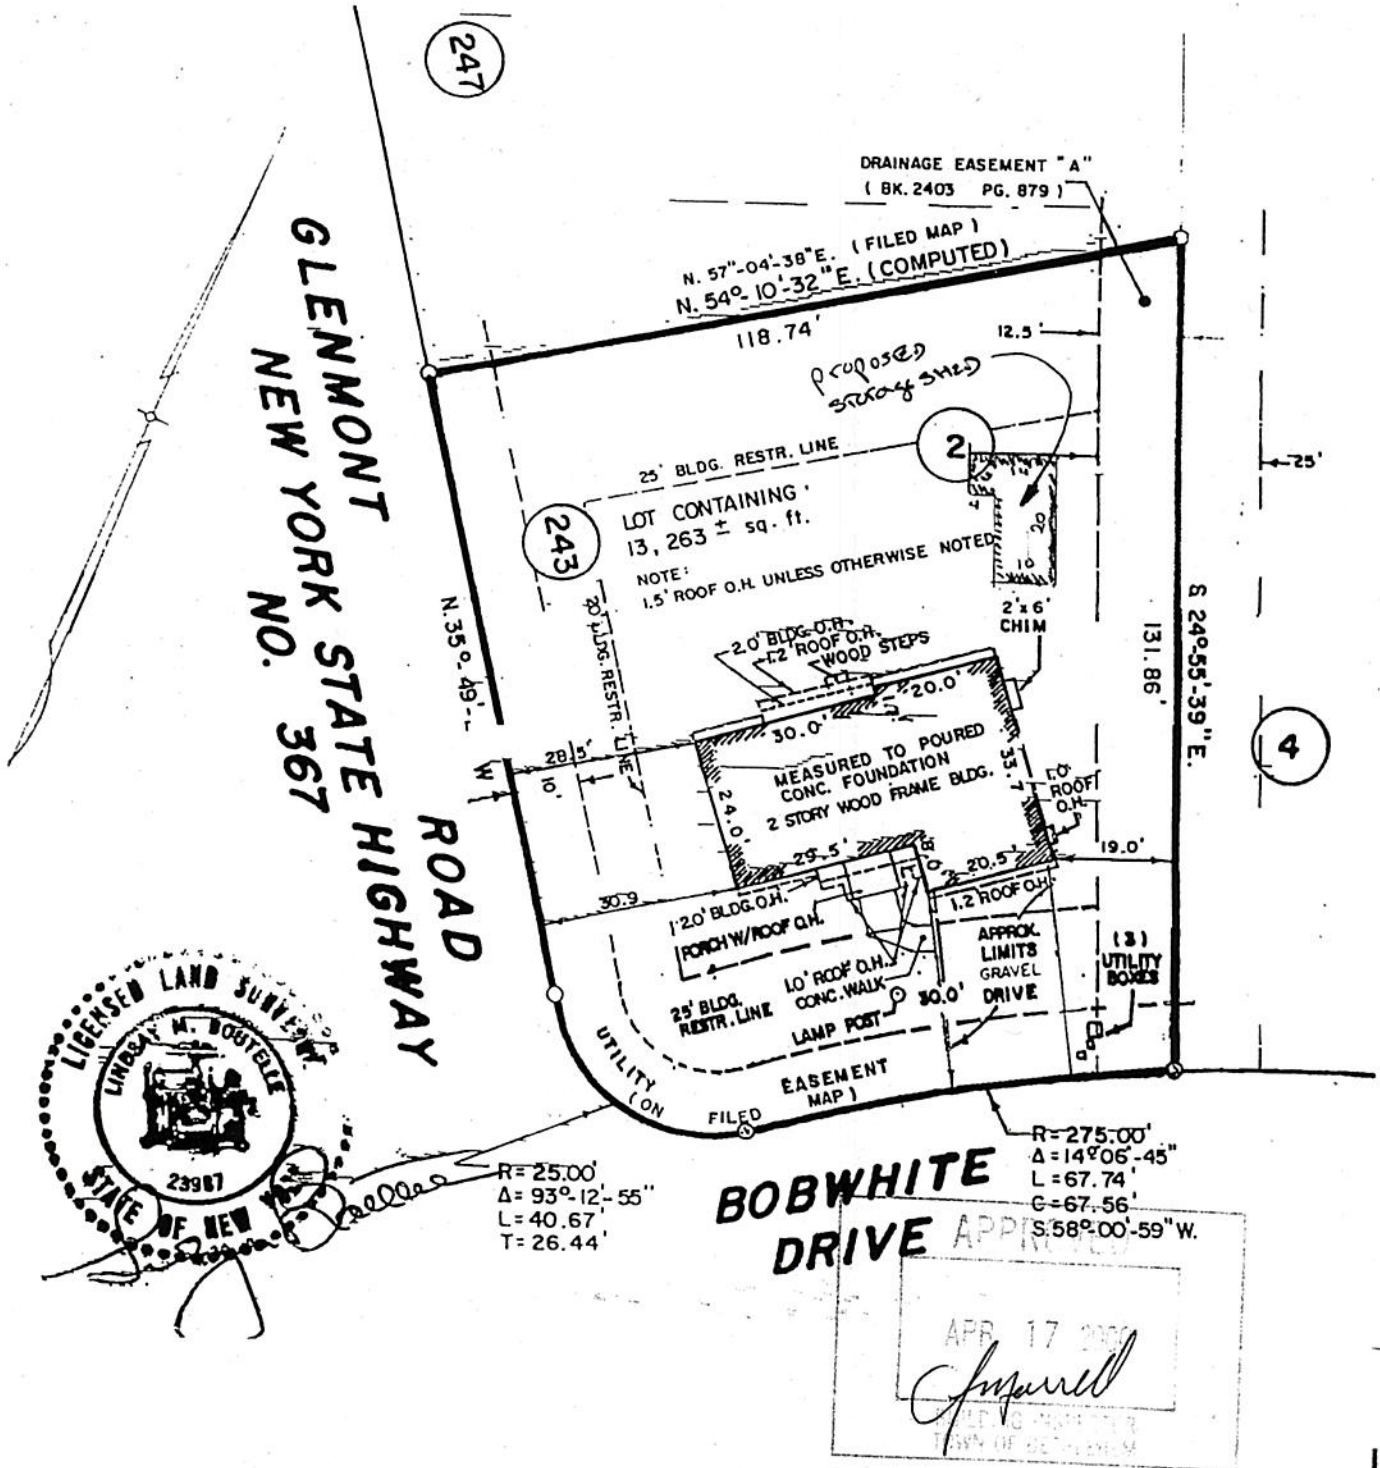 247
DRAINAGE EASEMENT "A"
( BK. 2403 PG. 879 )
N. 57"-04'-38"E. ( FILED MAP )
N. 54°-10'-32"E. (COMPUTED)
118.74'
12.5'
proposed
storage SHED
2
25'
25' BLDG. RESTR. LINE
LOT CONTAINING
13,263 ± sq. ft.
243
NOTE:
1.5' ROOF O.H. UNLESS OTHERWISE NOTED
20
10
2'x6'
CHIM
GLENMONT
ROAD
NEW YORK STATE HIGHWAY
NO. 367
N. 35°-49'-
W
20' BLDG. RESTR. LINE
S 24°-55'-39"E.
131.86'
4
2.0' BLDG. O.H.
1.2' ROOF O.H.
WOOD STEPS
30.0'
20.0'
28.5'
10'
24.0'
MEASURED TO POURED
CONC. FOUNDATION
2 STORY WOOD FRAME BLDG.
33.7'
1.0'
ROOF
O.H.
29.5'
8.0'
20.5'
19.0'
30.9
1.2 ROOF O.H.
BLDG. O.H.
PORCH W/ROOF O.H.
APPROX.
LIMITS
GRAVEL
DRIVE
(3)
UTILITY
BOXES
25' BLDG.
RESTR. LINE
1.0' ROOF O.H.
CONC. WALK
30.0'
LAMP POST
UTILITY EASEMENT
(ON FILED MAP)
R=25.00'
Δ=93°-12'-55"
L=40.67'
T=26.44'
BOBWHITE
DRIVE
R=275.00'
Δ=14°06'-45"
L=67.74'
C=67.56'
S.58°-00'-59"W.
LICENSED LAND SURVEYOR
LINDSAY M. BOUTELLE
23987
STATE OF NEW
APPROVED
APR 17 2000
BUILDING INSPECTOR
TOWN OF BETHLEHEM